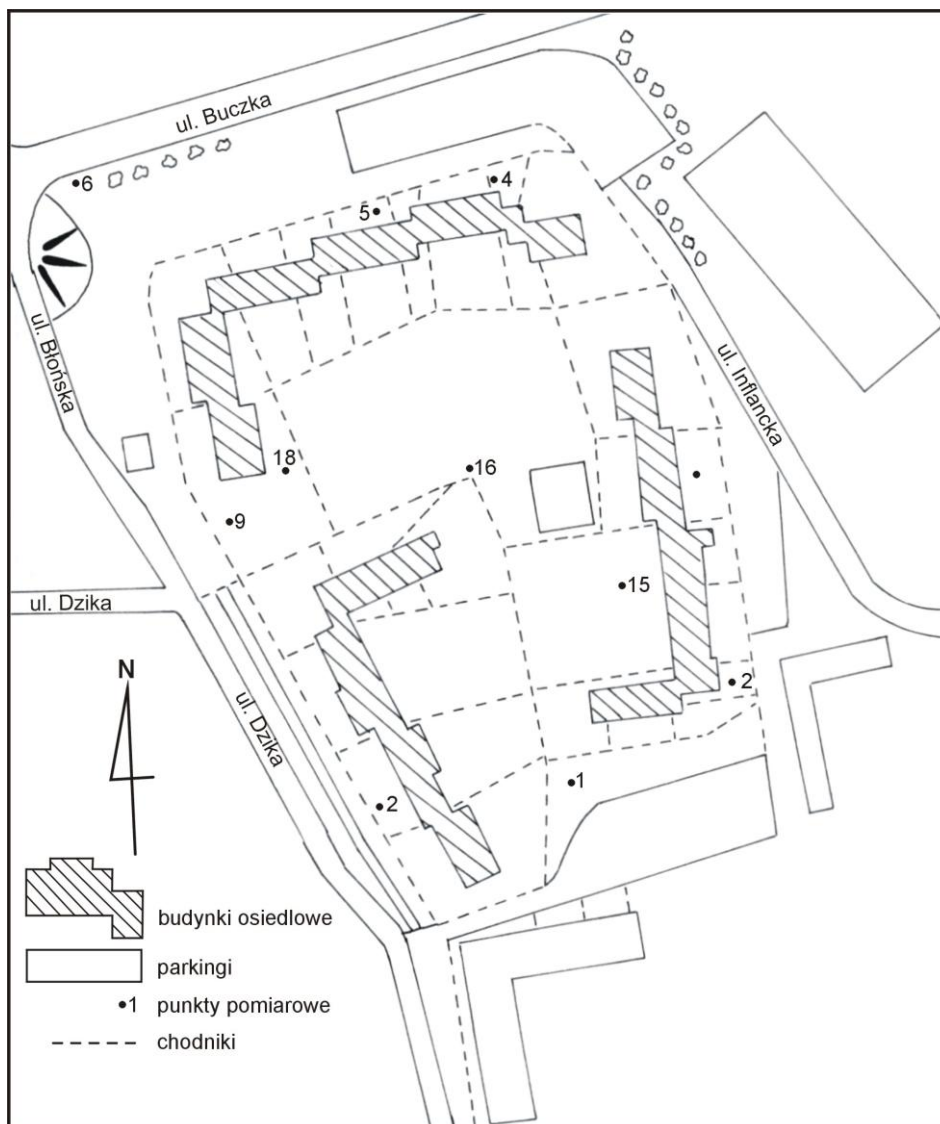 ul. Buczka
6
4
5
ul. Błońska
ul. Inflancka
18
16
9
15
ul. Dzika
2
N
ul. Dzika
1
2
budynki osiedlowe
parkingi
1 punkty pomiarowe
chodniki